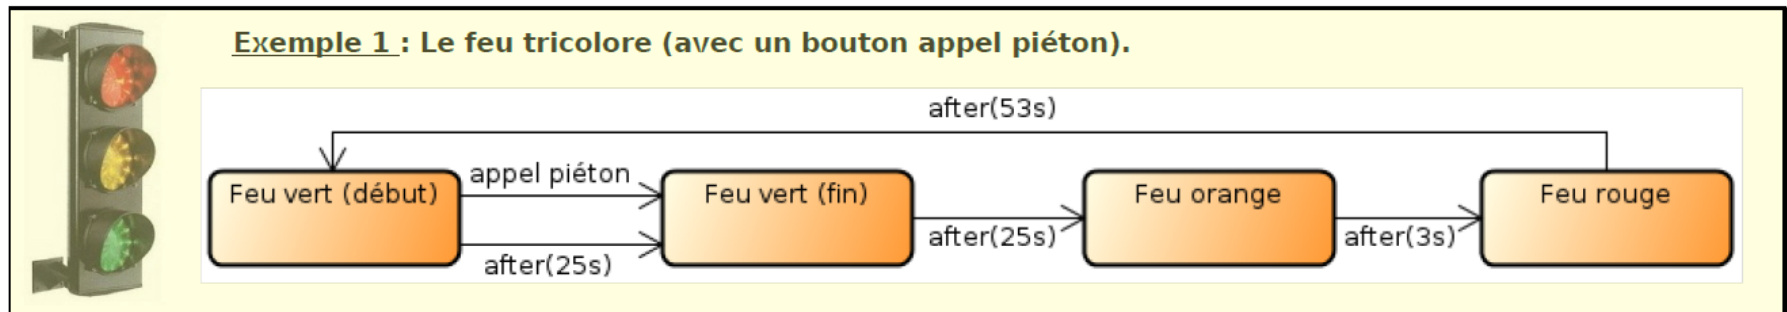 Exemple 1 : Le feu tricolore (avec un bouton appel piéton).
after(53s)
Feu vert (début)
appel piéton
after(25s)
Feu vert (fin)
after(25s)
Feu orange
after(3s)
Feu rouge